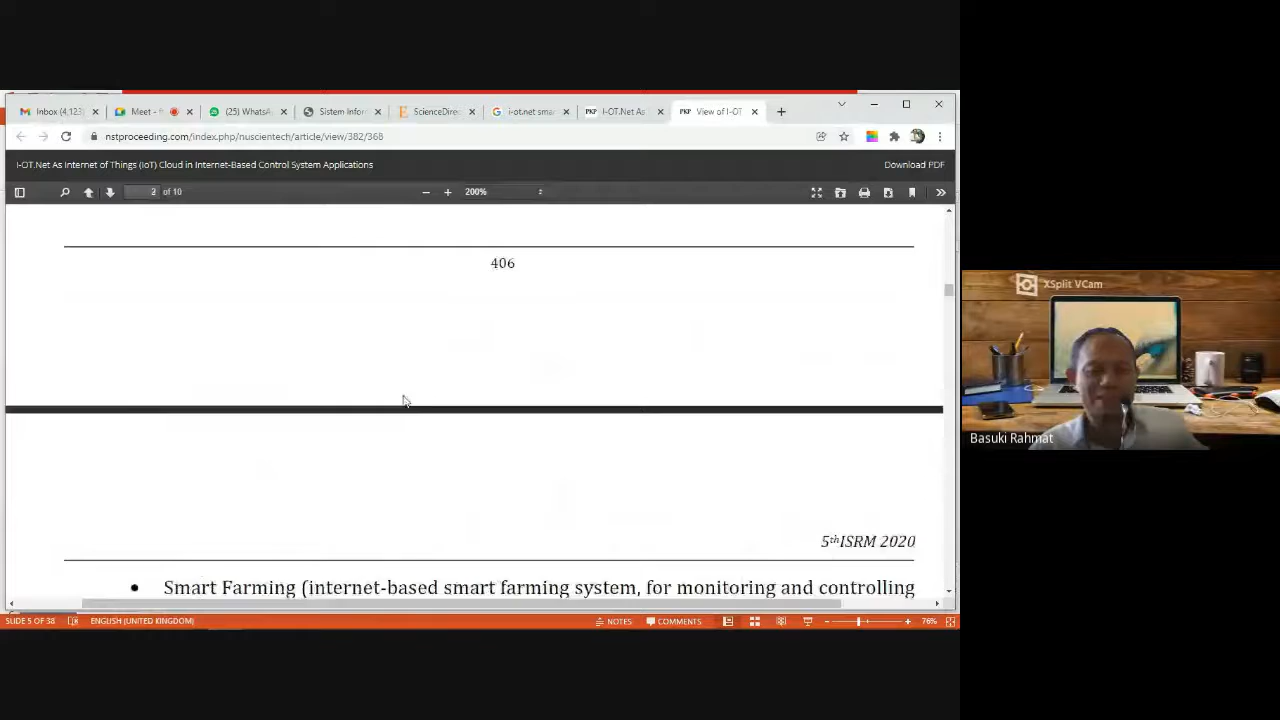 Inbox (4,123
Meet -
(25) WhatsA
Sistem Infor
ScienceDirec
i-ot.net smar
PKP I-OT.Net As
PKP View of I-OT
nstproceeding.com/index.php/nuscientech/article/view/382/368
I-OT.Net As Internet of Things (IoT) Cloud in Internet-Based Control System Applications
Download PDF
2 of 10
200%
406
5thISRM 2020
• Smart Farming (internet-based smart farming system, for monitoring and controlling
SLIDE 5 OF 38
ENGLISH (UNITED KINGDOM)
NOTES
COMMENTS
76%
XSplit VCam
Basuki Rahmat